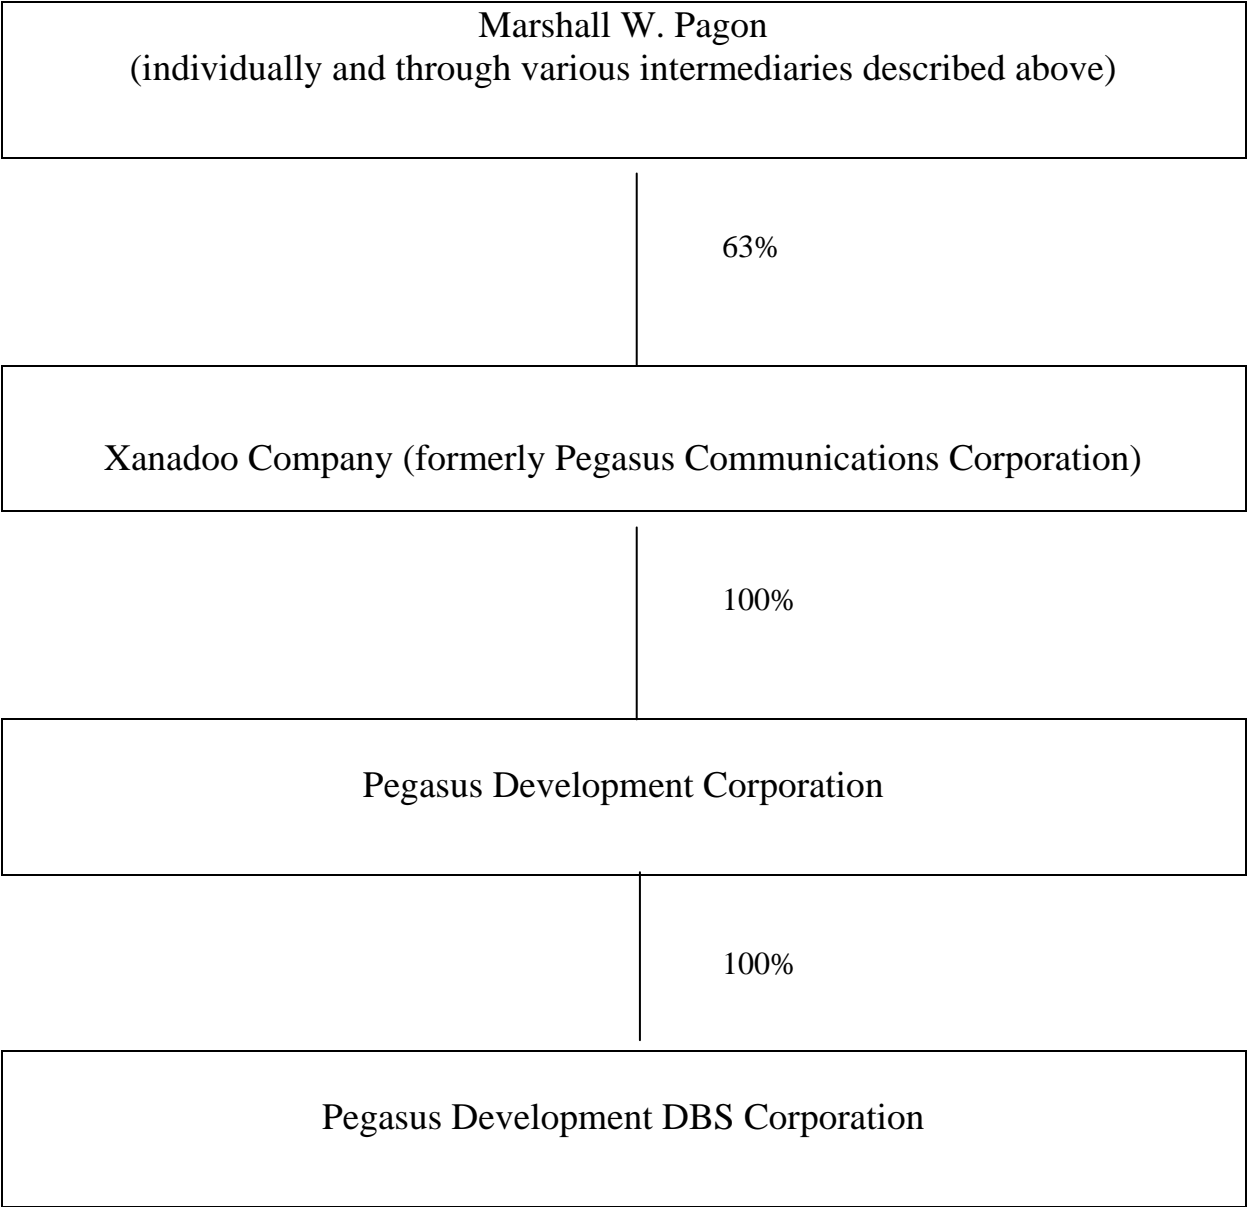 Marshall W. Pagon
(individually and through various intermediaries described above)
63%
Xanadoo Company (formerly Pegasus Communications Corporation)
100%
Pegasus Development Corporation
100%
Pegasus Development DBS Corporation